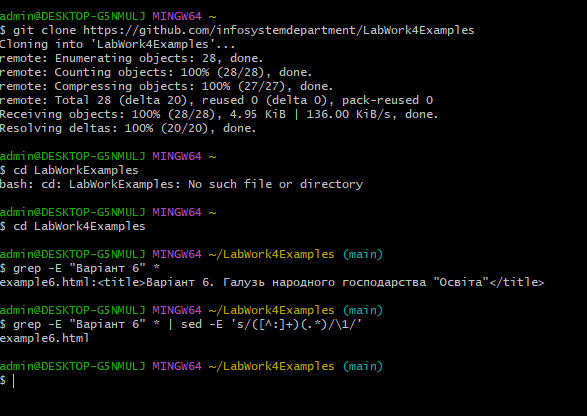 admin@DESKTOP-G5NMULJ MINGW64 ~
$ git clone https://github.com/infosystemdepartment/LabWork4Examples
Cloning into 'LabWork4Examples'...
remote: Enumerating objects: 28, done.
remote: Counting objects: 100% (28/28), done.
remote: Compressing objects: 100% (27/27), done.
remote: Total 28 (delta 20), reused 0 (delta 0), pack-reused 0
Receiving objects: 100% (28/28), 4.95 KiB | 136.00 KiB/s, done.
Resolving deltas: 100% (20/20), done.
admin@DESKTOP-G5NMULJ MINGW64 ~
$ cd LabWorkExamples
bash: cd: LabWorkExamples: No such file or directory
admin@DESKTOP-G5NMULJ MINGW64 ~
$ cd LabWork4Examples
admin@DESKTOP-G5NMULJ MINGW64 ~/LabWork4Examples (main)
$ grep -E "Варіант 6" *
example6.html:<title>Варіант 6. Галузь народного господарства "Освіта"</title>
admin@DESKTOP-G5NMULJ MINGW64 ~/LabWork4Examples (main)
$ grep -E "Варіант 6" * | sed -E 's/([^:]+)(.*)/\1/'
example6.html
admin@DESKTOP-G5NMULJ MINGW64 ~/LabWork4Examples (main)
$